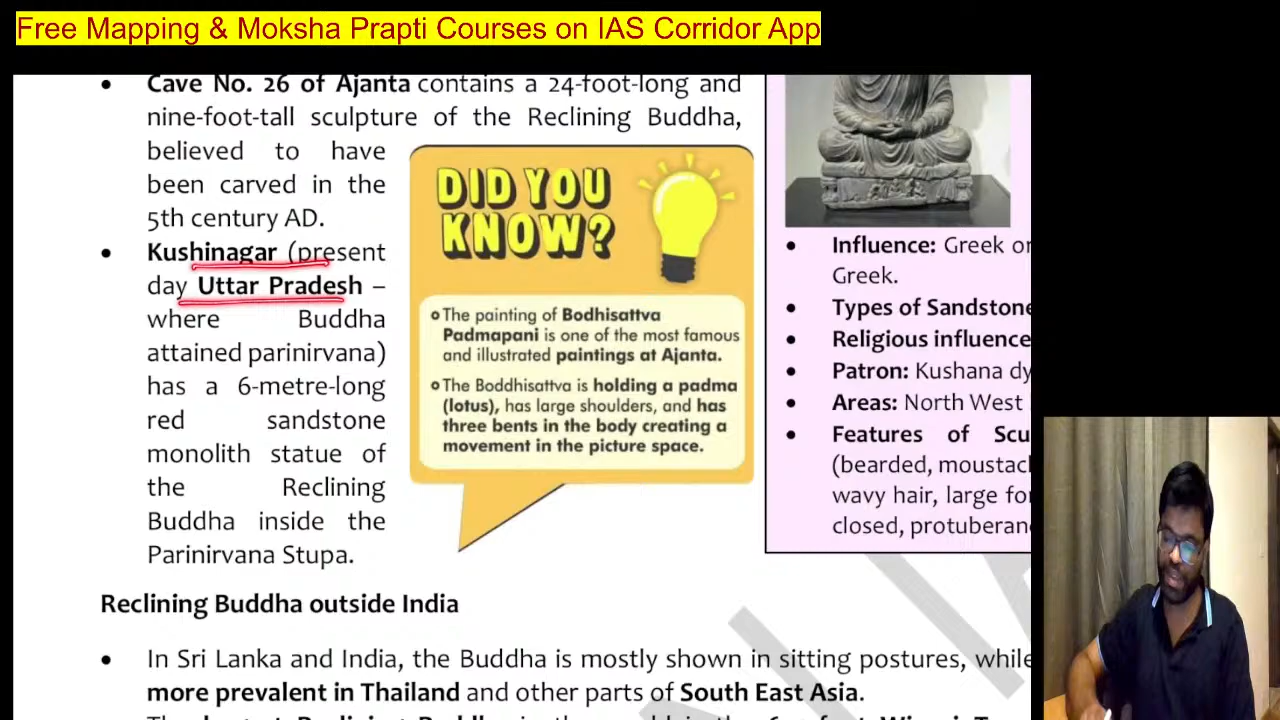 Free Mapping & Moksha Prapti Courses on IAS Corridor App
• Cave No. 26 of Ajanta contains a 24-foot-long and
nine-foot-tall sculpture of the Reclining Buddha,
believed to have
been carved in the
5th century AD.
• Kushinagar (present
day Uttar Pradesh –
where Buddha
attained parinirvana)
has a 6-metre-long
red sandstone
monolith statue of
the Reclining
Buddha inside the
Parinirvana Stupa.
DID YOU
KNOW?
The painting of Bodhisattva
Padmapani is one of the most famous
and illustrated paintings at Ajanta.
The Boddhisattva is holding a padma
(lotus), has large shoulders, and has
three bents in the body creating a
movement in the picture space.
• Influence: Greek or
Greek.
• Types of Sandstone
• Religious influence
• Patron: Kushana dy
• Areas: North West
• Features of Scu
(bearded, moustach
wavy hair, large for
closed, protuberan
Reclining Buddha outside India
• In Sri Lanka and India, the Buddha is mostly shown in sitting postures, while
more prevalent in Thailand and other parts of South East Asia.